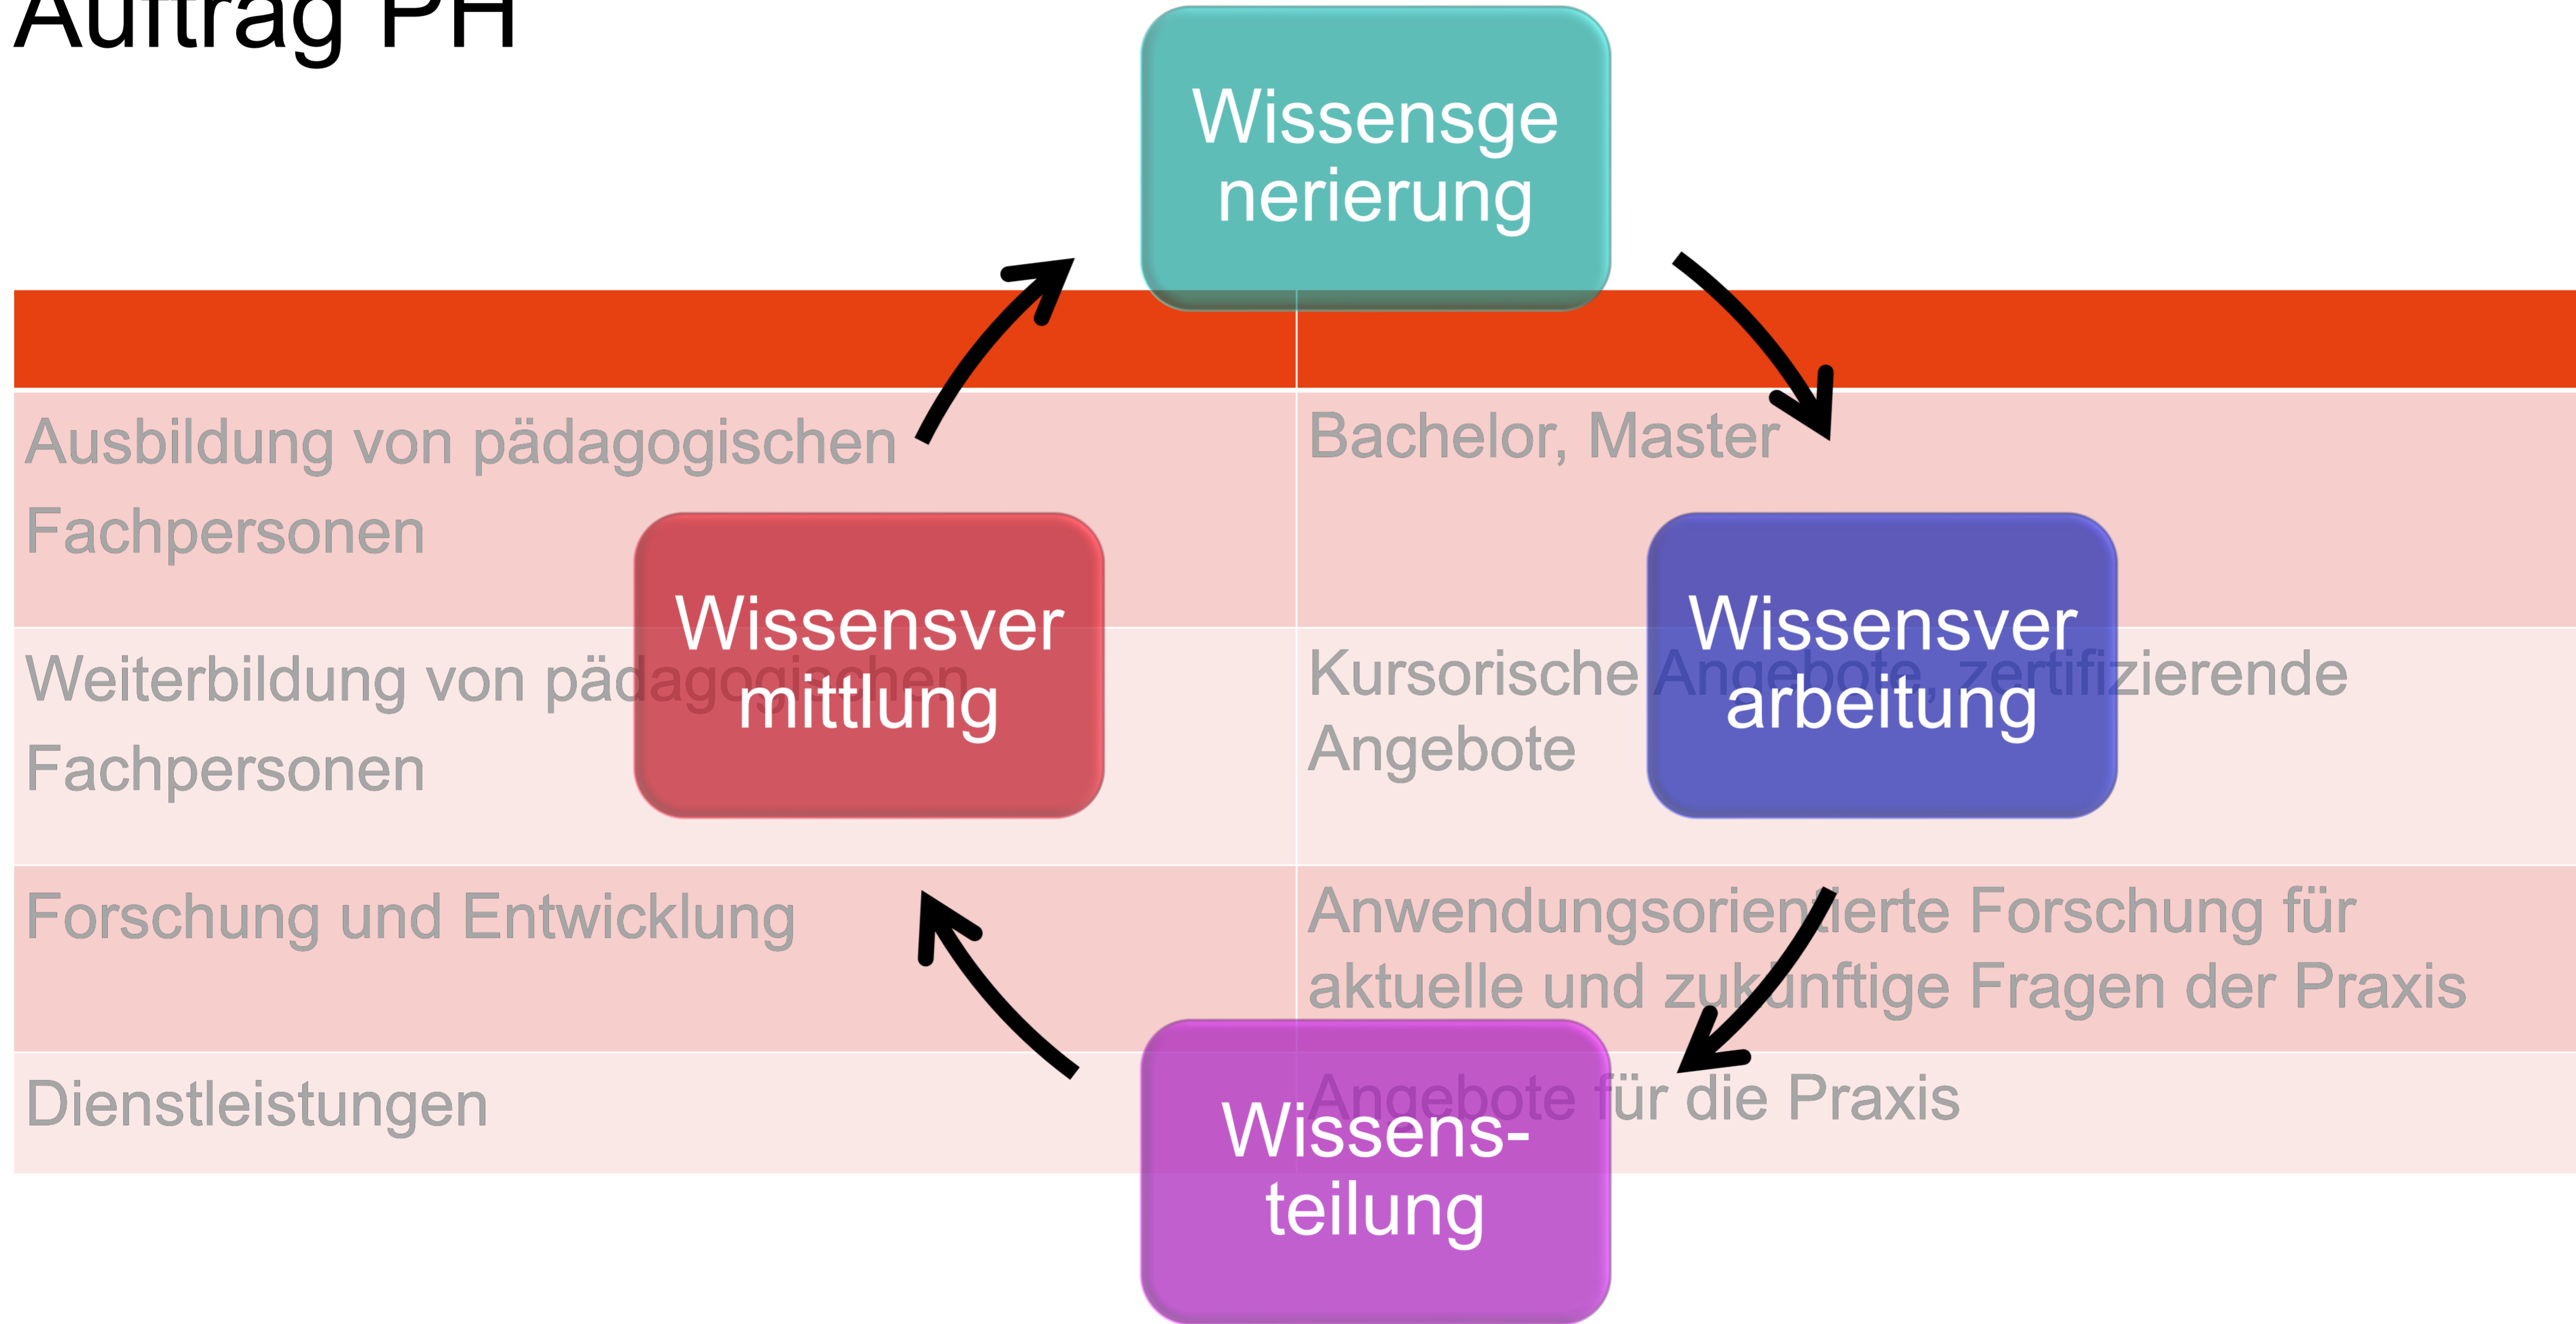 Auftrag PH
Wissensge
nerierung
Ausbildung von pädagogischen
Fachpersonen
Bachelor, Master
Wissensver
mittlung
Wissensver
arbeitung
Weiterbildung von pädagogischen
Fachpersonen
Kursorische Angebote, zertifizierende
Angebote
Forschung und Entwicklung
Anwendungsorientierte Forschung für
aktuelle und zukünftige Fragen der Praxis
Dienstleistungen
Angebote für die Praxis
Wissens-
teilung